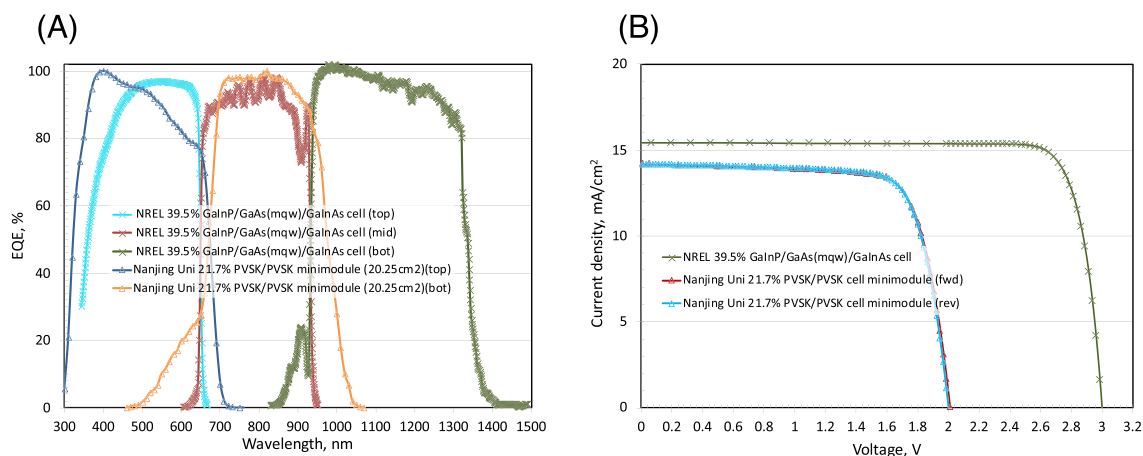 (A)
100
80
60
40
20
0
EQE, %
NREL 39.5% GaInP/GaAs(mqw)/GaInAs cell (top)
NREL 39.5% GaInP/GaAs(mqw)/GaInAs cell (mid)
NREL 39.5% GaInP/GaAs(mqw)/GaInAs cell (bot)
Nanjing Uni 21.7% PVSK/PVSK minimodule (20.25cm2)(top)
Nanjing Uni 21.7% PVSK/PVSK minimodule (20.25cm2)(bot)
300 400 500 600 700 800 900 1000 1100 1200 1300 1400 1500
Wavelength, nm
(B)
20
15
10
5
0
Current density, mA/cm²
NREL 39.5% GaInP/GaAs(mqw)/GaInAs cell
Nanjing Uni 21.7% PVSK/PVSK cell minimodule (fwd)
Nanjing Uni 21.7% PVSK/PVSK cell minimodule (rev)
0 0.2 0.4 0.6 0.8 1 1.2 1.4 1.6 1.8 2 2.2 2.4 2.6 2.8 3 3.2
Voltage, V